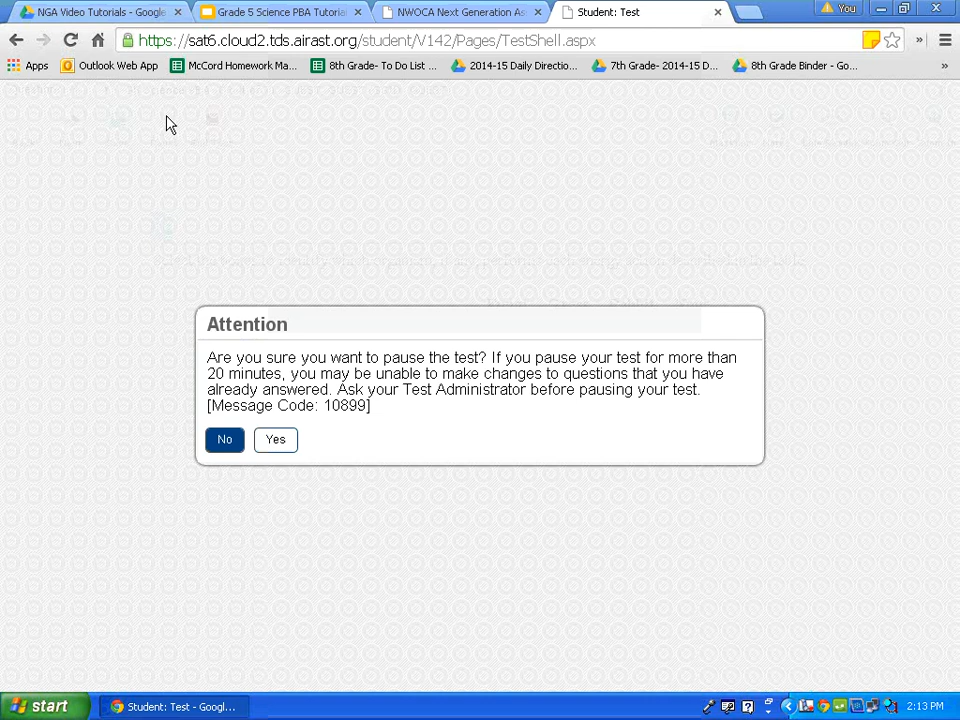 NGA Video Tutorials - Google
Grade 5 Science PBA Tutorial
NWOCA Next Generation As
Student: Test
You
https://sat6.cloud2.tds.airast.org/student/V142/Pages/TestShell.aspx
Apps
Outlook Web App
McCord Homework Ma...
8th Grade- To Do List ...
2014-15 Daily Directio...
7th Grade- 2014-15 D...
8th Grade Binder - Go...
Attention
Are you sure you want to pause the test? If you pause your test for more than
20 minutes, you may be unable to make changes to questions that you have
already answered. Ask your Test Administrator before pausing your test.
[Message Code: 10899]
No
Yes
start
Student: Test - Googl...
2:13 PM